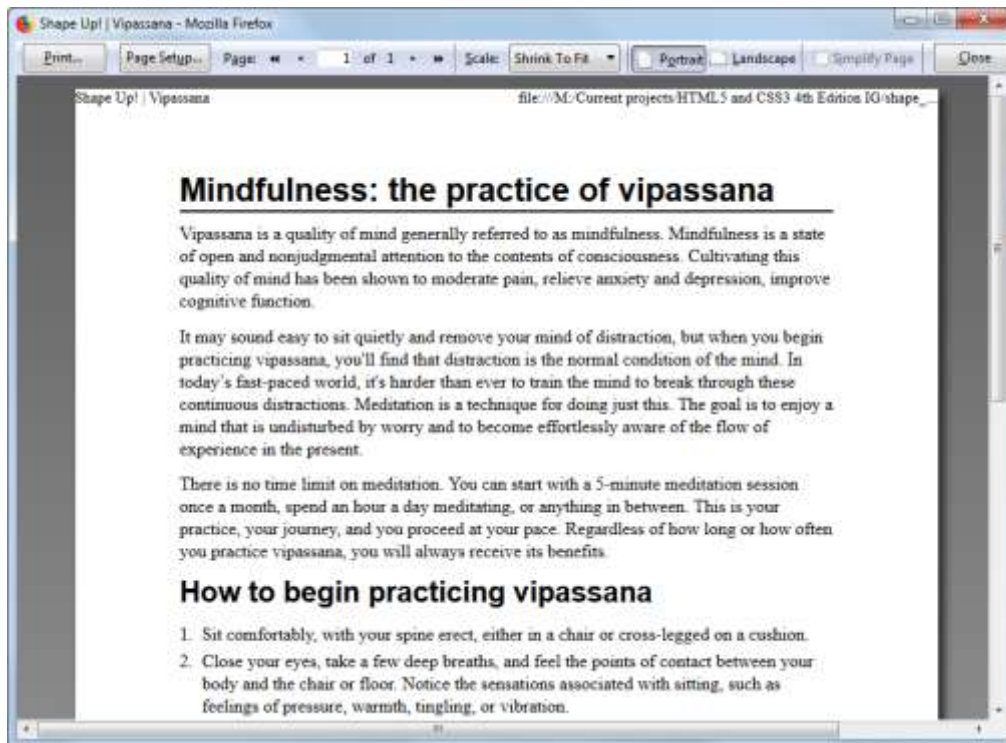 Shape Up! | Vipassana - Mozilla Firefox
Print... Page Setup... Page: 1 of 1 Scale: Shrink To Fit Portrait Landscape Simplify Page Close
Shape Up! | Vipassana file:///M:/Current projects/HTML5 and CSS3 4th Edition IG/shape_...
Mindfulness: the practice of vipassana
Vipassana is a quality of mind generally referred to as mindfulness. Mindfulness is a state
of open and nonjudgmental attention to the contents of consciousness. Cultivating this
quality of mind has been shown to moderate pain, relieve anxiety and depression, improve
cognitive function.
It may sound easy to sit quietly and remove your mind of distraction, but when you begin
practicing vipassana, you'll find that distraction is the normal condition of the mind. In
today's fast-paced world, it's harder than ever to train the mind to break through these
continuous distractions. Meditation is a technique for doing just this. The goal is to enjoy a
mind that is undisturbed by worry and to become effortlessly aware of the flow of
experience in the present.
There is no time limit on meditation. You can start with a 5-minute meditation session
once a month, spend an hour a day meditating, or anything in between. This is your
practice, your journey, and you proceed at your pace. Regardless of how long or how often
you practice vipassana, you will always receive its benefits.
How to begin practicing vipassana
1. Sit comfortably, with your spine erect, either in a chair or cross-legged on a cushion.
2. Close your eyes, take a few deep breaths, and feel the points of contact between your
body and the chair or floor. Notice the sensations associated with sitting, such as
feelings of pressure, warmth, tingling, or vibration.